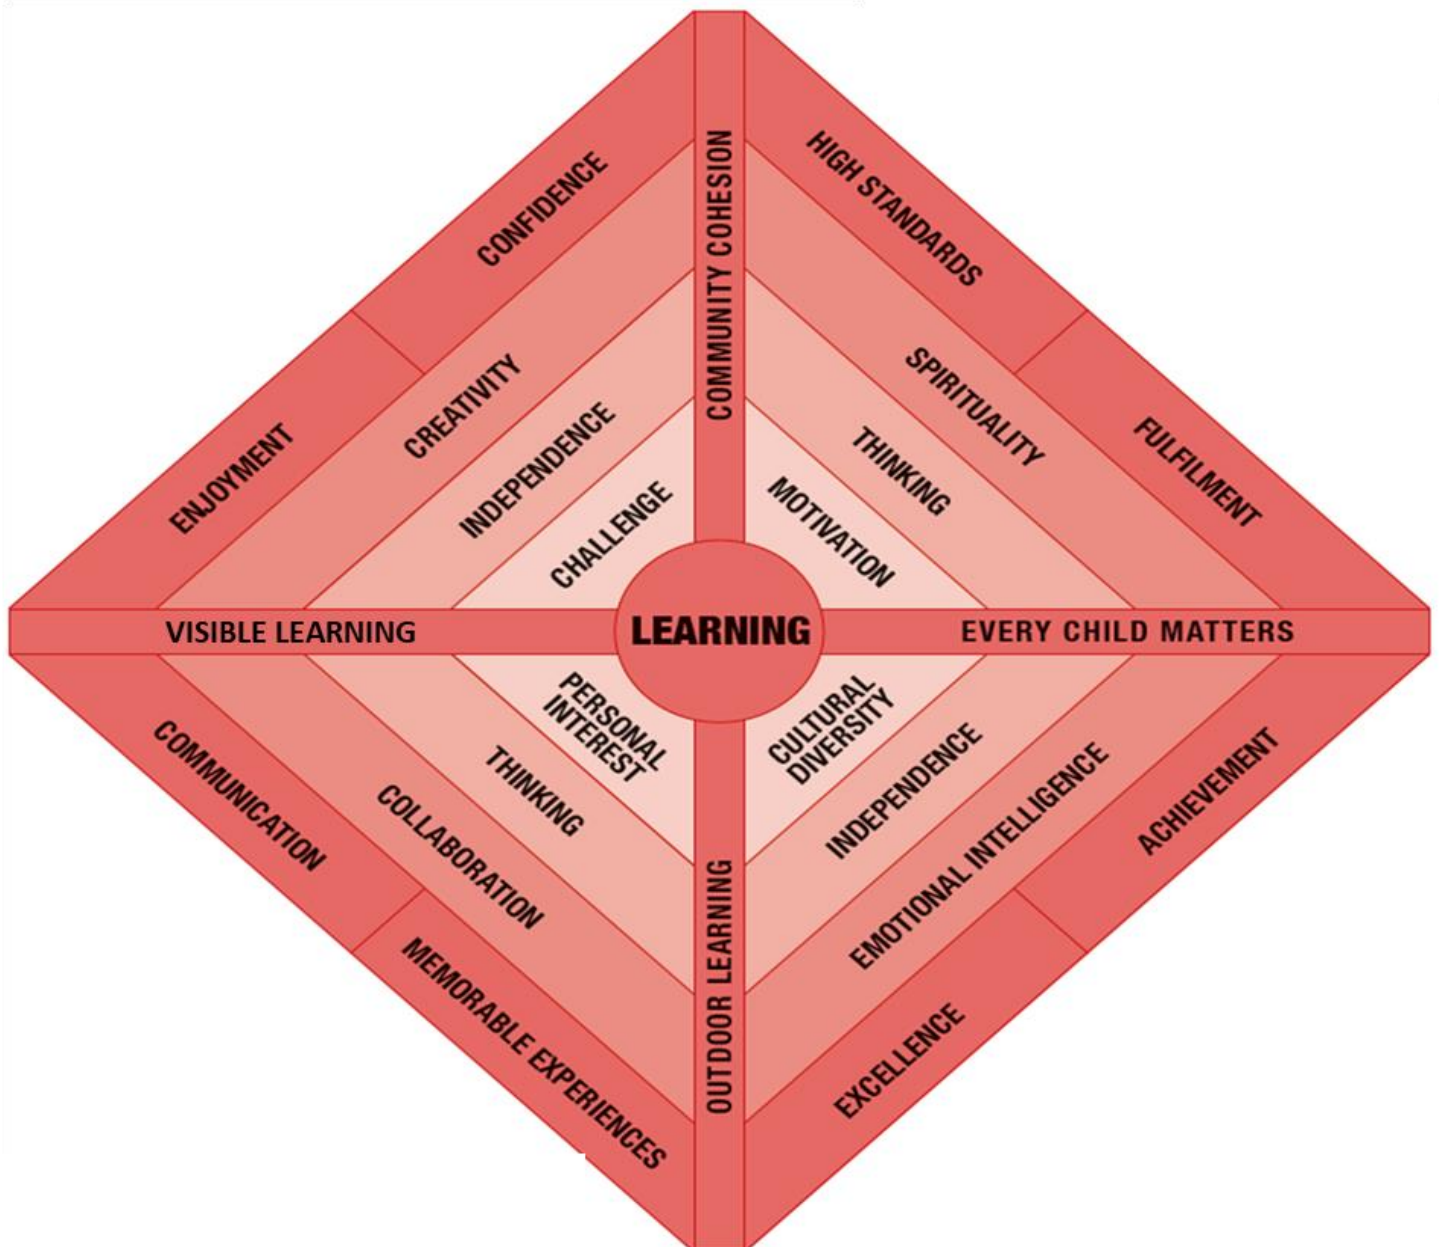 CONFIDENCE
ENJOYMENT
CREATIVITY
INDEPENDENCE
CHALLENGE
COMMUNITY COHESION
HIGH STANDARDS
FULFILMENT
SPIRITUALITY
THINKING
MOTIVATION
VISIBLE LEARNING
LEARNING
EVERY CHILD MATTERS
PERSONAL
INTEREST
THINKING
COLLABORATION
COMMUNICATION
MEMORABLE EXPERIENCES
OUTDOOR LEARNING
CULTURAL
DIVERSITY
INDEPENDENCE
EMOTIONAL INTELLIGENCE
ACHIEVEMENT
EXCELLENCE